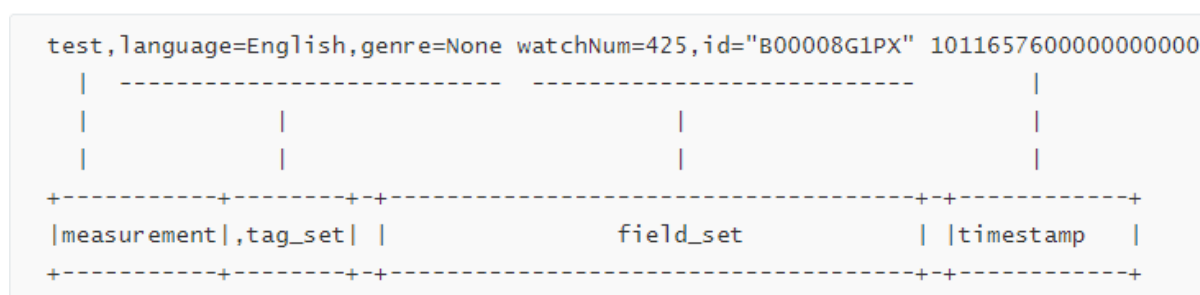 test,language=English,genre=None watchNum=425,id="B00008G1PX" 1011657600000000000
  |  --------------------------  --------------------------        |
  |             |                           |                        |
  |             |                           |                        |
+-----------+--------+-+------------------------------------+-+------------+
|measurement|,tag_set| |                field_set                | |timestamp   |
+-----------+--------+-+------------------------------------+-+------------+